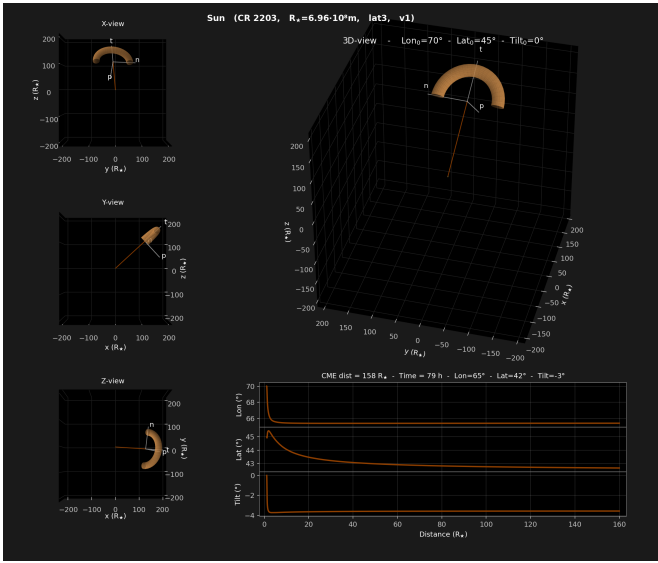 Sun (CR 2203, R⋆=6.96·10⁸m, lat3, v1)
X-view
200
100
0
−100
−200
z (R⋆)
t
n
p
−200 −100 0 100 200
y (R⋆)
3D-view - Lon₀=70° - Lat₀=45° - Tilt₀=0°
t
n
p
200
150
100
50
0
−50
−100
−150
−200
z (R⋆)
200 150 100 50 0 −50 −100 −150 −200
y (R⋆)
200
150
100
50
0
−50
−100
−150
−200
x (R⋆)
Y-view
t
p
200
100
0
−100
−200
z (R⋆)
−200 −100 0 100 200
x (R⋆)
Z-view
n
pt
200
100
0
−100
−200
y (R⋆)
−200 −100 0 100 200
x (R⋆)
CME dist = 158 R⋆ - Time = 79 h - Lon=65° - Lat=42° - Tilt=-3°
70
68
66
Lon (°)
45
44
43
Lat (°)
0
−2
−4
Tilt (°)
0 20 40 60 80 100 120 140 160
Distance (R⋆)